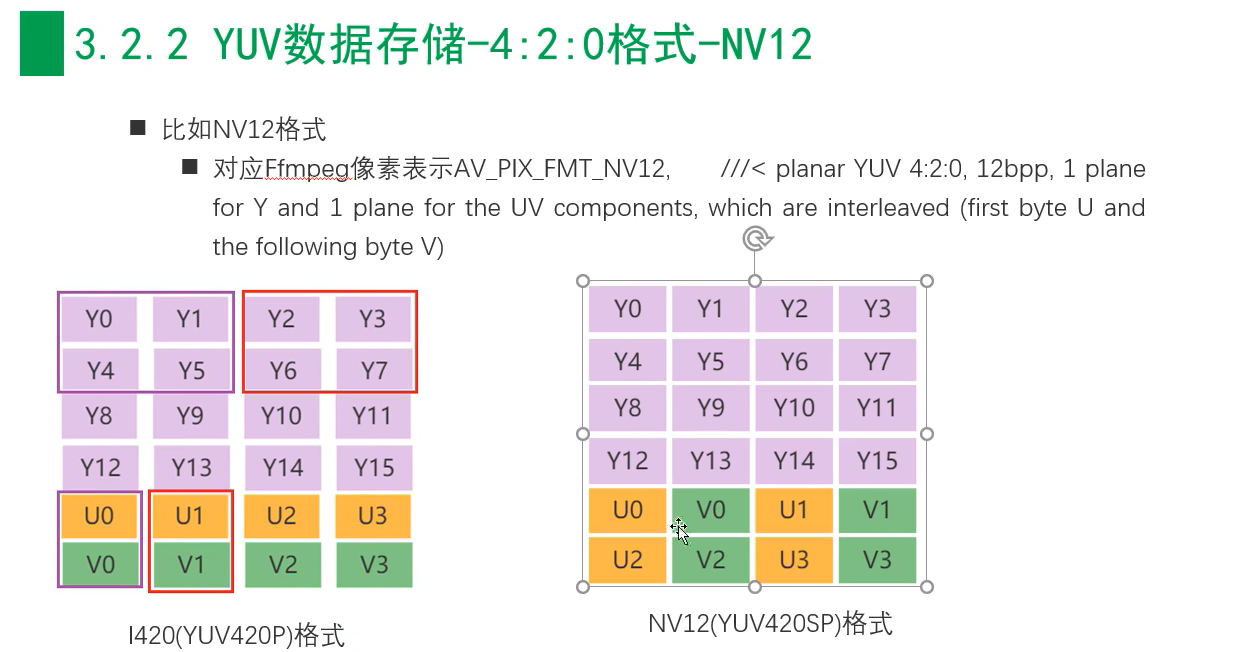 3.2.2 YUV数据存储-4:2:0格式-NV12
■ 比如NV12格式
■ 对应Ffmpeg像素表示AV_PIX_FMT_NV12, ///< planar YUV 4:2:0, 12bpp, 1 plane
for Y and 1 plane for the UV components, which are interleaved (first byte U and
the following byte V)
Y0 Y1 Y2 Y3
Y4 Y5 Y6 Y7
Y8 Y9 Y10 Y11
Y12 Y13 Y14 Y15
U0 U1 U2 U3
V0 V1 V2 V3
I420(YUV420P)格式
Y0 Y1 Y2 Y3
Y4 Y5 Y6 Y7
Y8 Y9 Y10 Y11
Y12 Y13 Y14 Y15
U0 V0 U1 V1
U2 V2 U3 V3
NV12(YUV420SP)格式